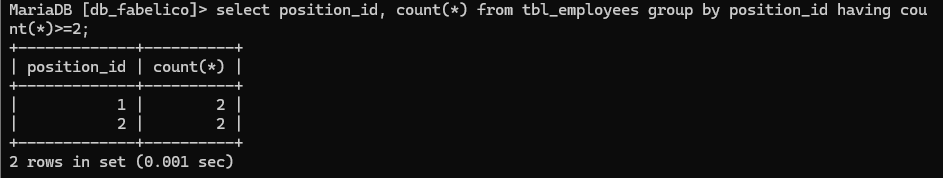 MariaDB [db_fabelico]> select position_id, count(*) from tbl_employees group by position_id having cou
nt(*)>=2;
+-------------+----------+
| position_id | count(*) |
+-------------+----------+
|           1 |        2 |
|           2 |        2 |
+-------------+----------+
2 rows in set (0.001 sec)